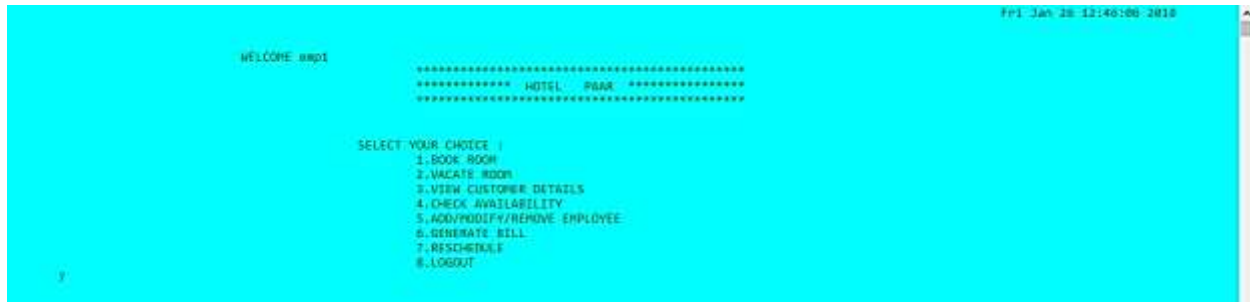 Fri Jan 26 12:46:06 2018
WELCOME emp1
*********************************************
************* HOTEL   PAAR ****************
*********************************************
SELECT YOUR CHOICE :
1.BOOK ROOM
2.VACATE ROOM
3.VIEW CUSTOMER DETAILS
4.CHECK AVAILABILITY
5.ADD/MODIFY/REMOVE EMPLOYEE
6.GENERATE BILL
7.RESCHEDULE
8.LOGOUT
7